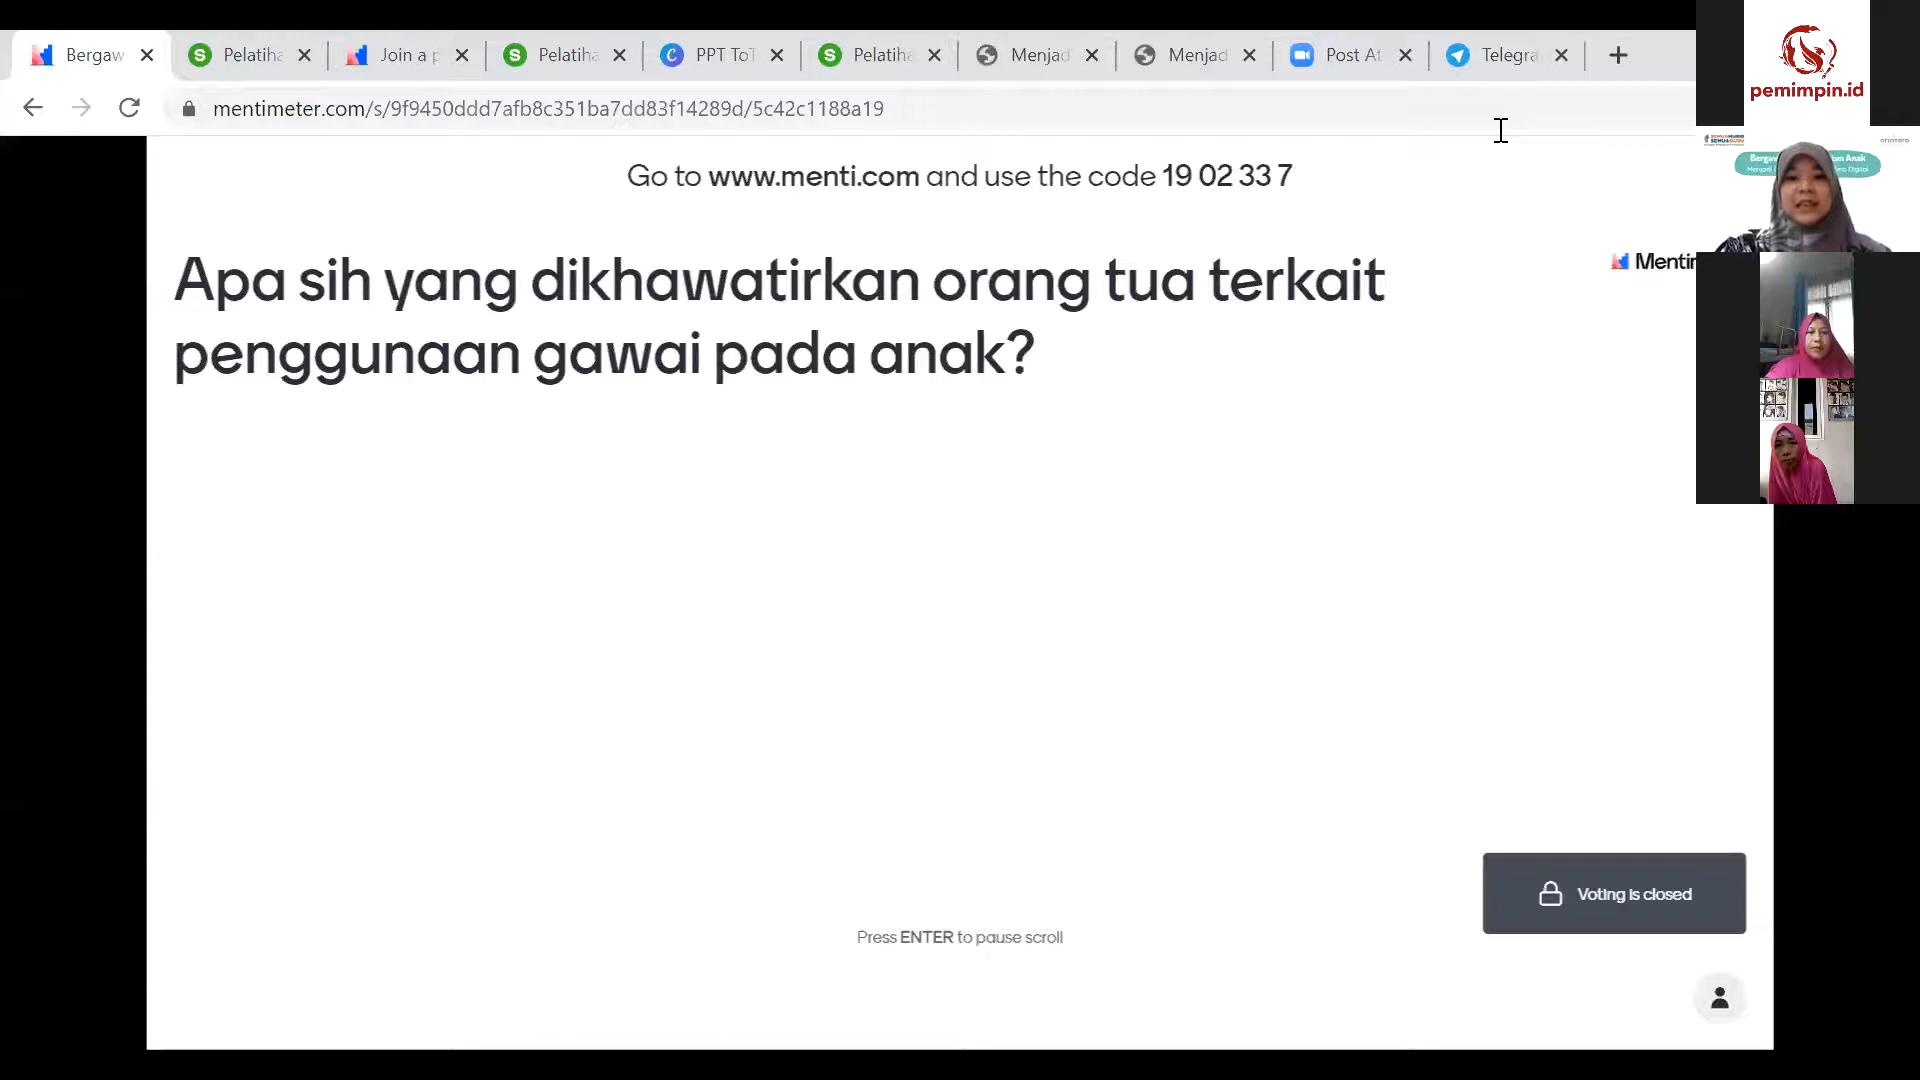 Bergaw
Pelatiha
Join a p
Pelatiha
PPT ToT
Pelatiha
Menjad
Menjad
Post At
Telegra
mentimeter.com/s/9f9450ddd7afb8c351ba7dd83f14289d/5c42c1188a19
pemimpin.id
Go to www.menti.com and use the code 19 02 33 7
Apa sih yang dikhawatirkan orang tua terkait
penggunaan gawai pada anak?
Mentim
Voting is closed
Press ENTER to pause scroll